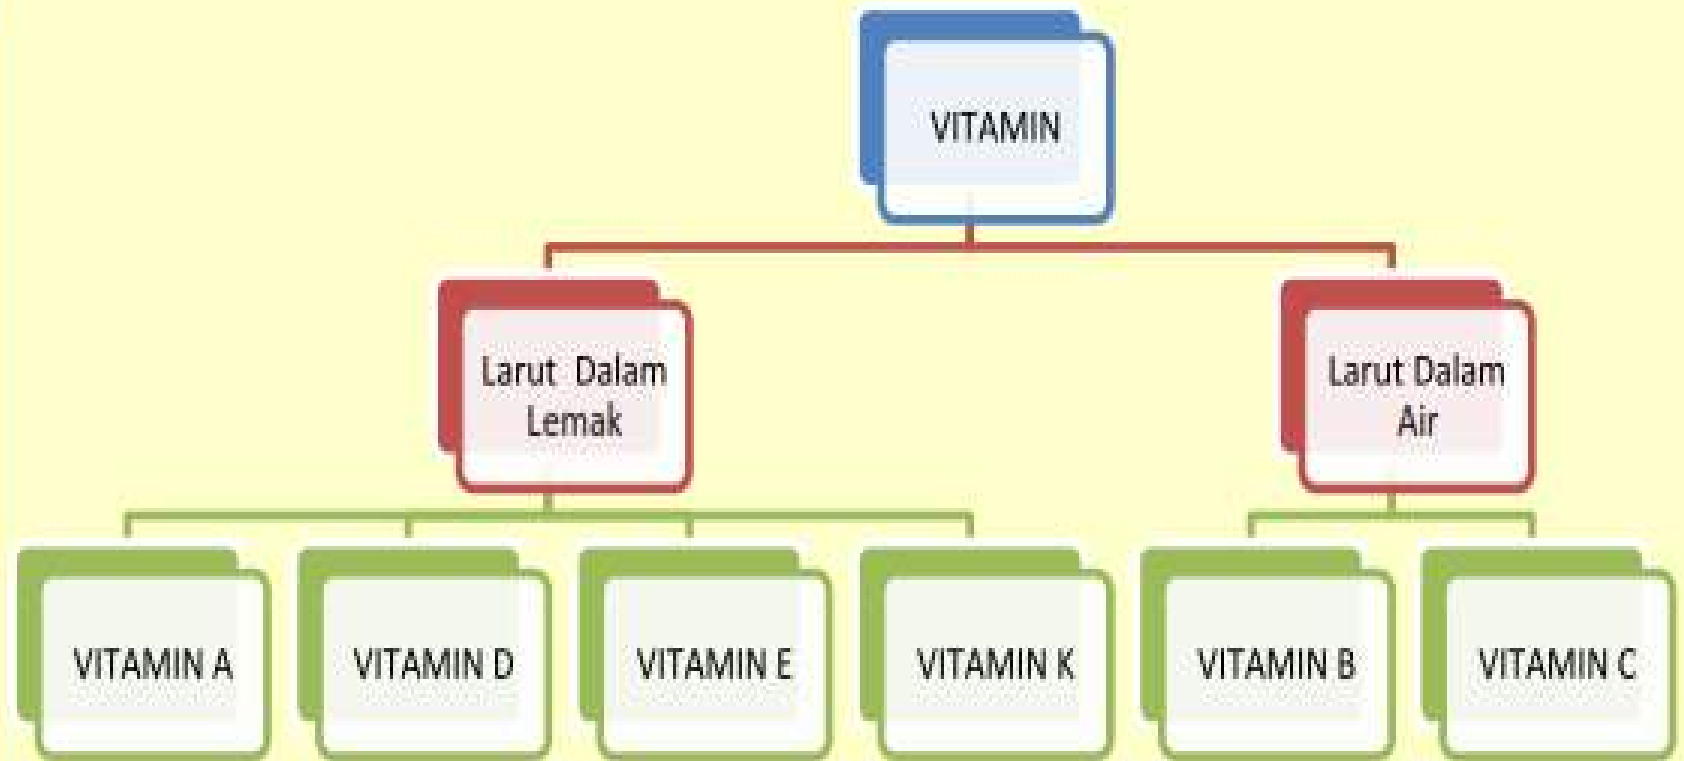 VITAMIN
Larut Dalam
Lemak
Larut Dalam
Air
VITAMIN A
VITAMIN D
VITAMIN E
VITAMIN K
VITAMIN B
VITAMIN C